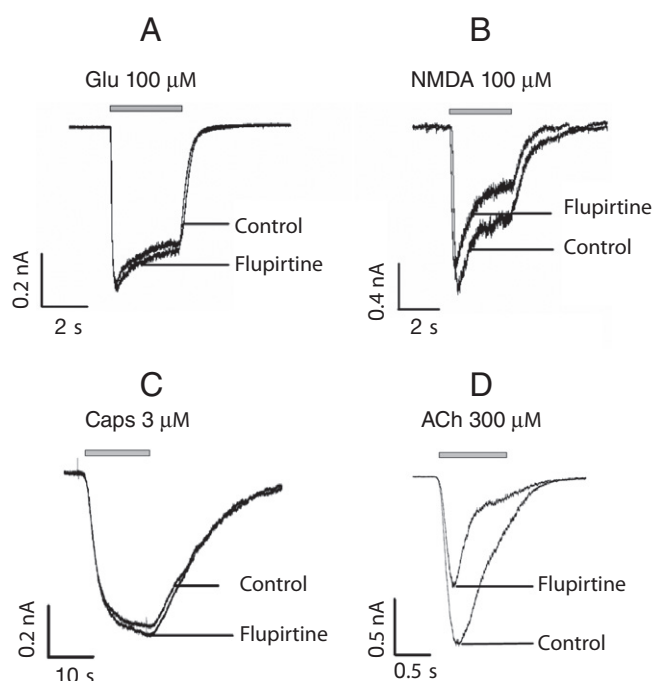 A
Glu 100 μM
Control
Flupirtine
0.2 nA
2 s
B
NMDA 100 μM
Flupirtine
Control
0.4 nA
2 s
C
Caps 3 μM
Control
Flupirtine
0.2 nA
10 s
D
ACh 300 μM
Flupirtine
Control
0.5 nA
0.5 s